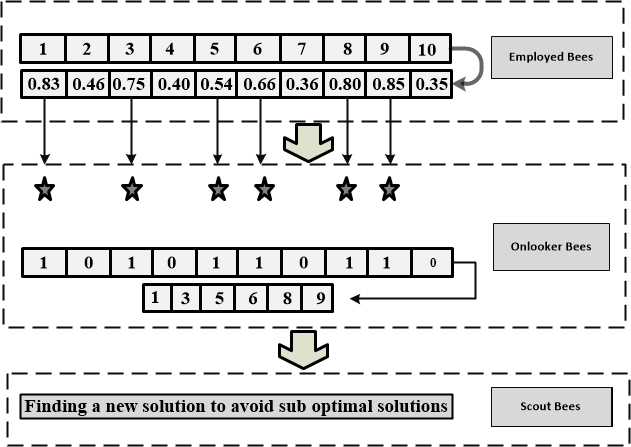 1 2 3 4 5 6 7 8 9 10
Employed Bees
0.83 0.46 0.75 0.40 0.54 0.66 0.36 0.80 0.85 0.35
Onlooker Bees
1 0 1 0 1 1 0 1 1 0
1 3 5 6 8 9
Finding a new solution to avoid sub optimal solutions
Scout Bees